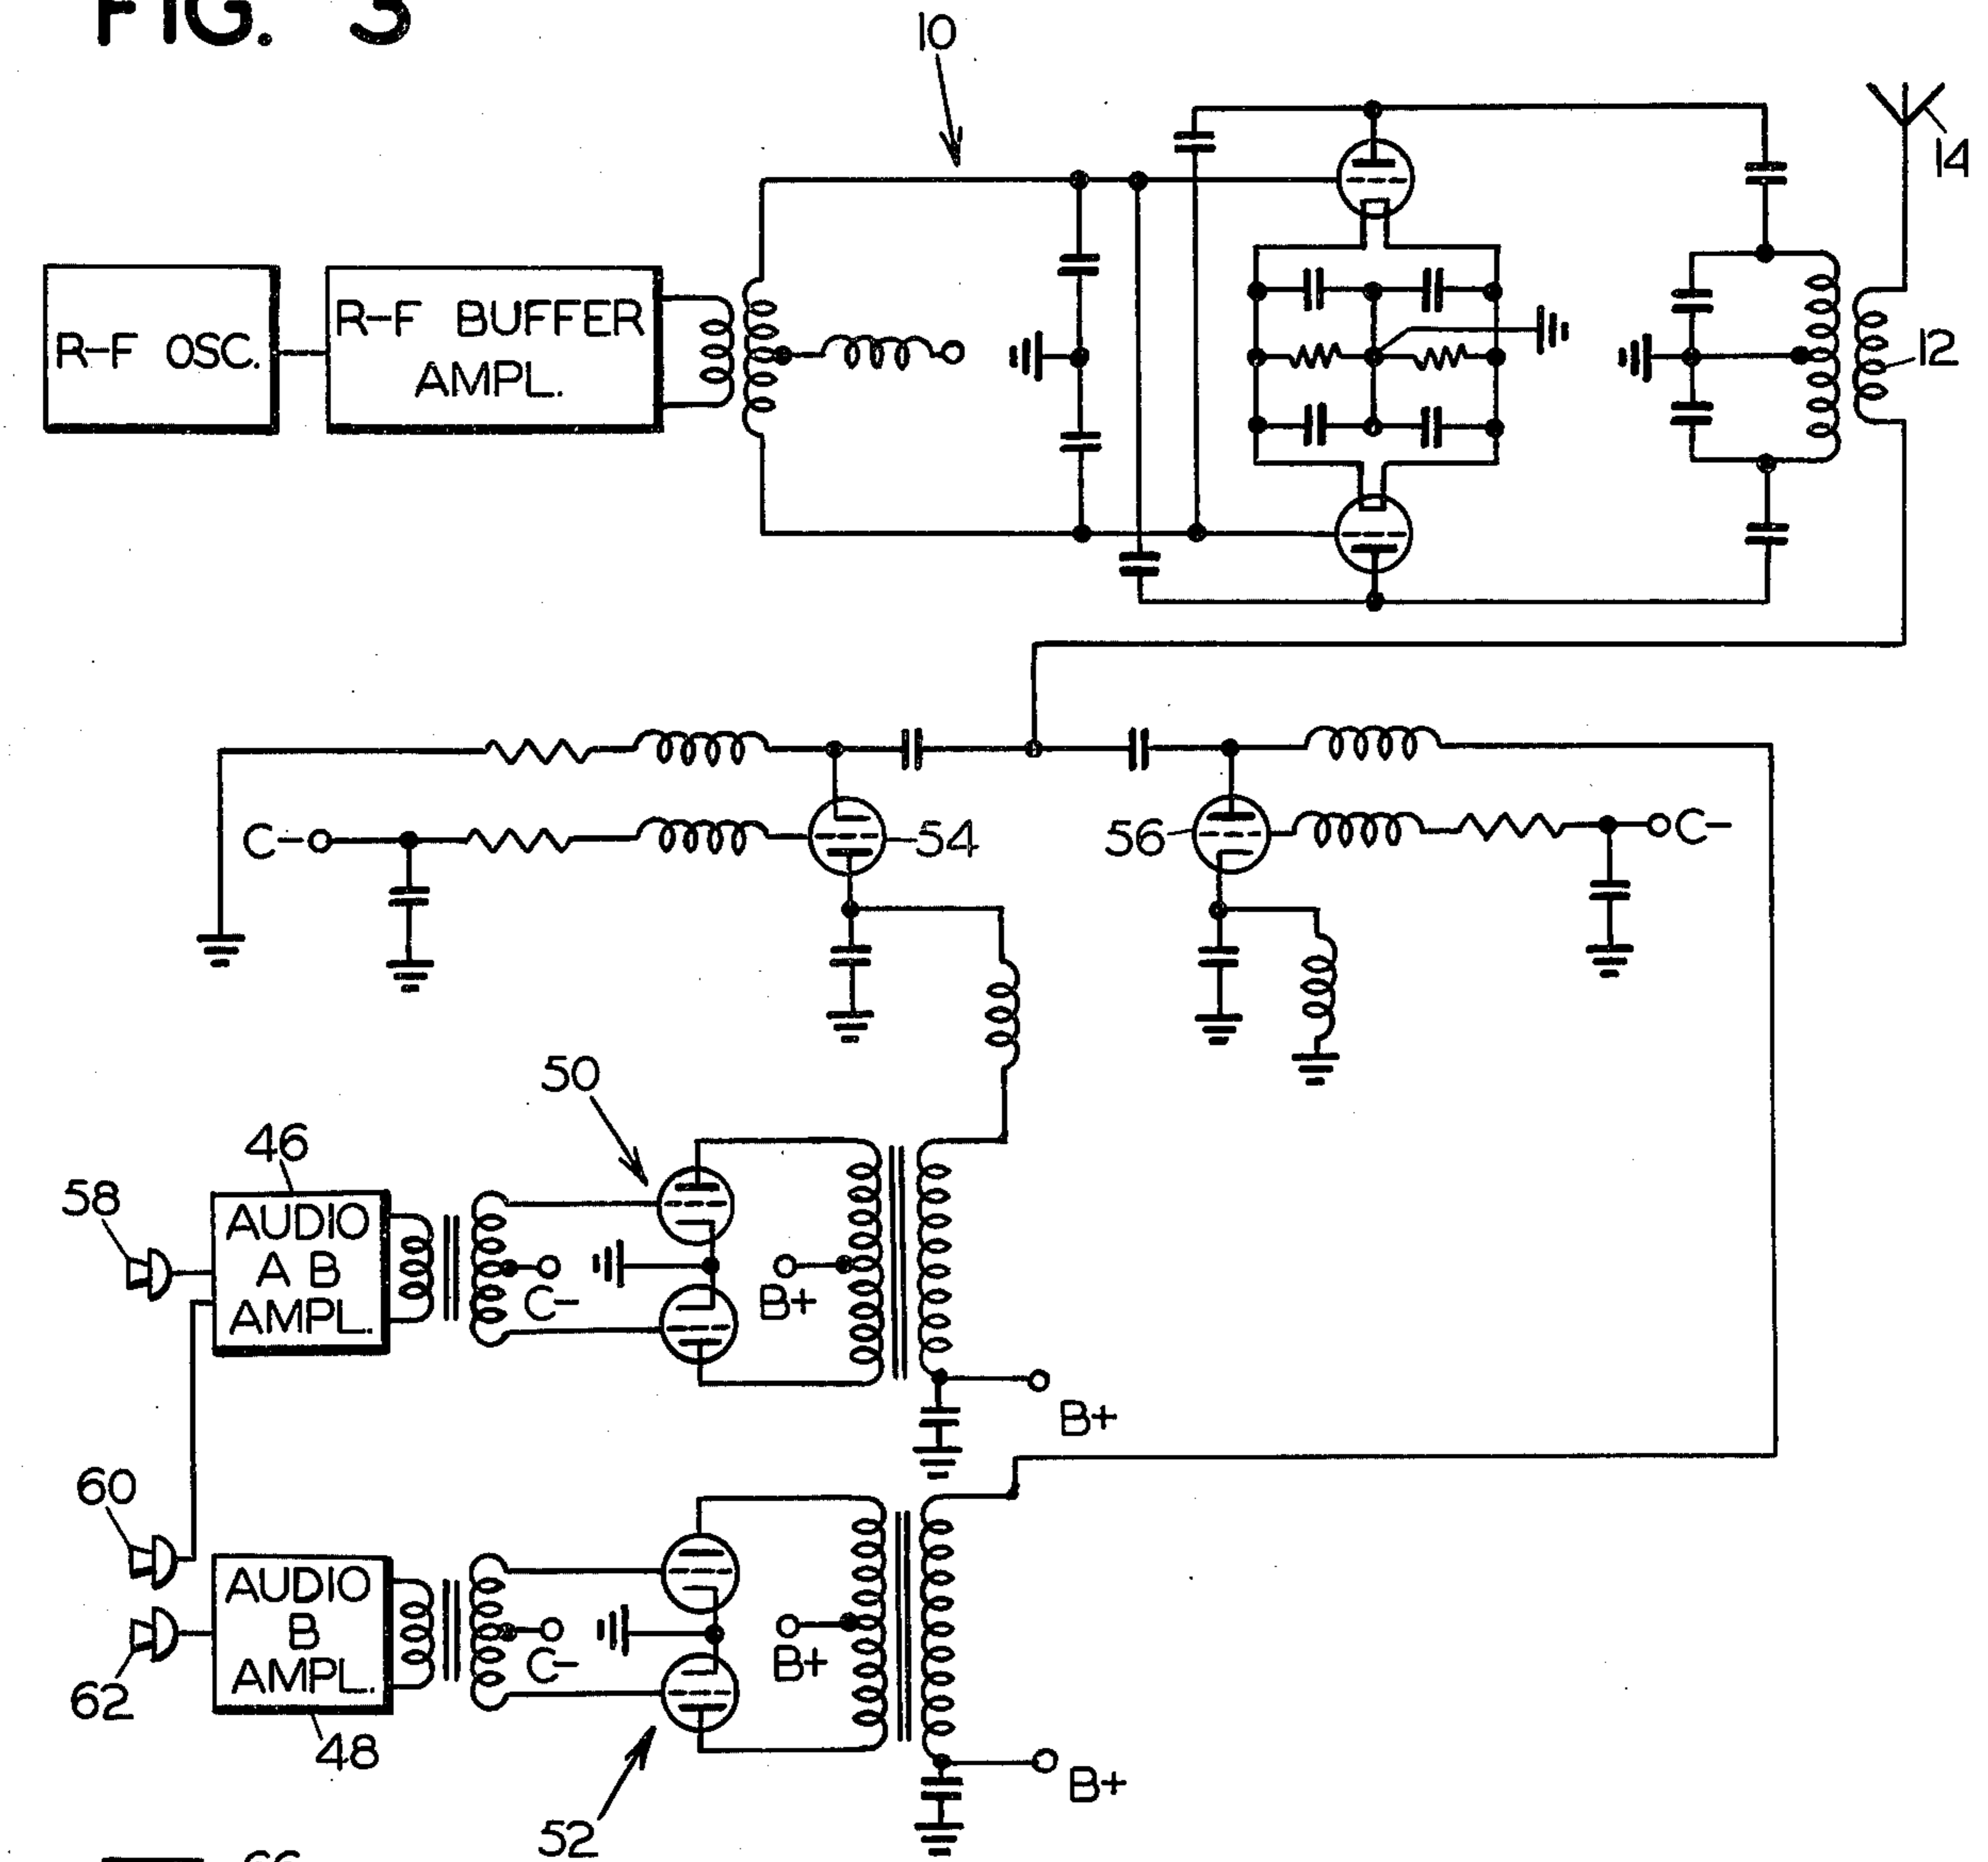 FIG. 3
10
14
R-F OSC.
R-F BUFFER
AMPL.
12
C-
54
56
C-
50
46
58
AUDIO
A B
AMPL.
C-
B+
B+
60
AUDIO
B
AMPL.
C-
B+
62
48
52
B+